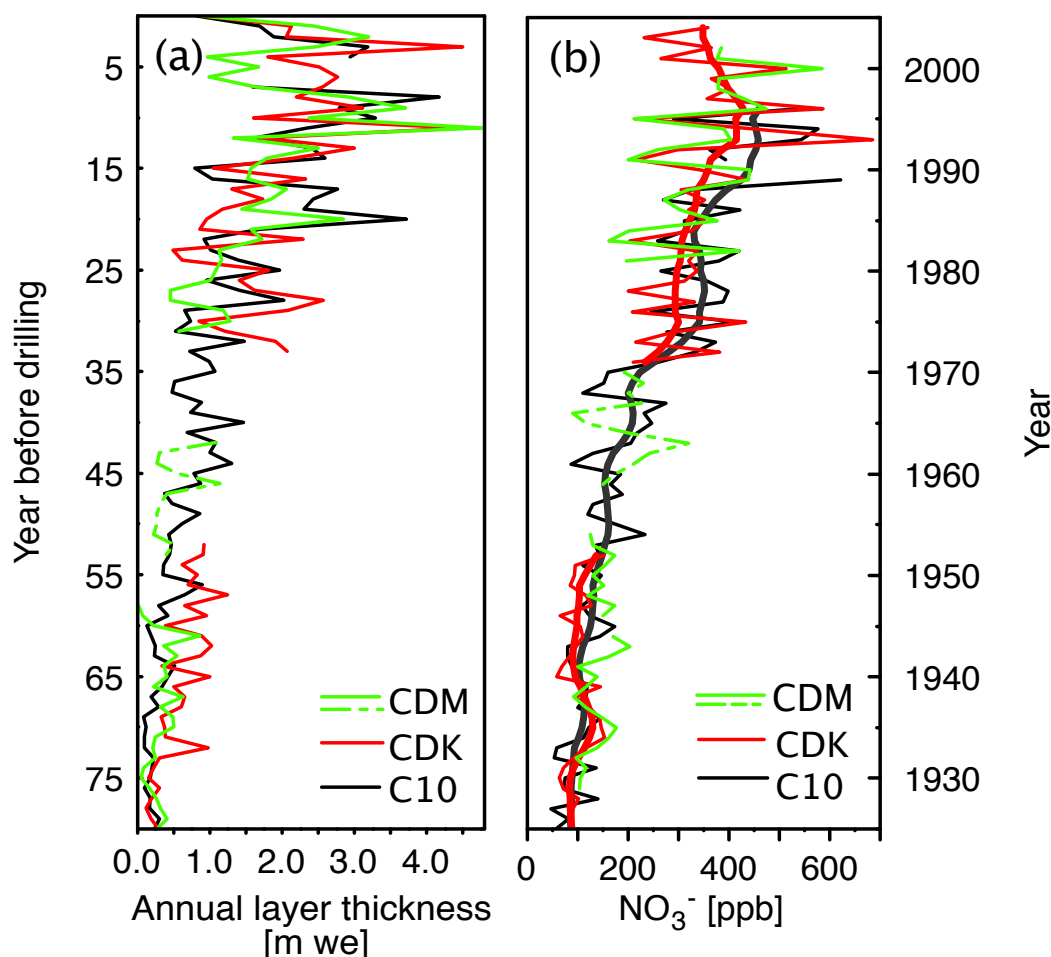 (a)
5
15
25
35
45
55
65
75
Year before drilling
CDM
CDK
C10
0.0 1.0 2.0 3.0 4.0
Annual layer thickness
[m we]
(b)
2000
1990
1980
1970
1960
1950
1940
1930
Year
CDM
CDK
C10
200 400 600
NO₃⁻ [ppb]